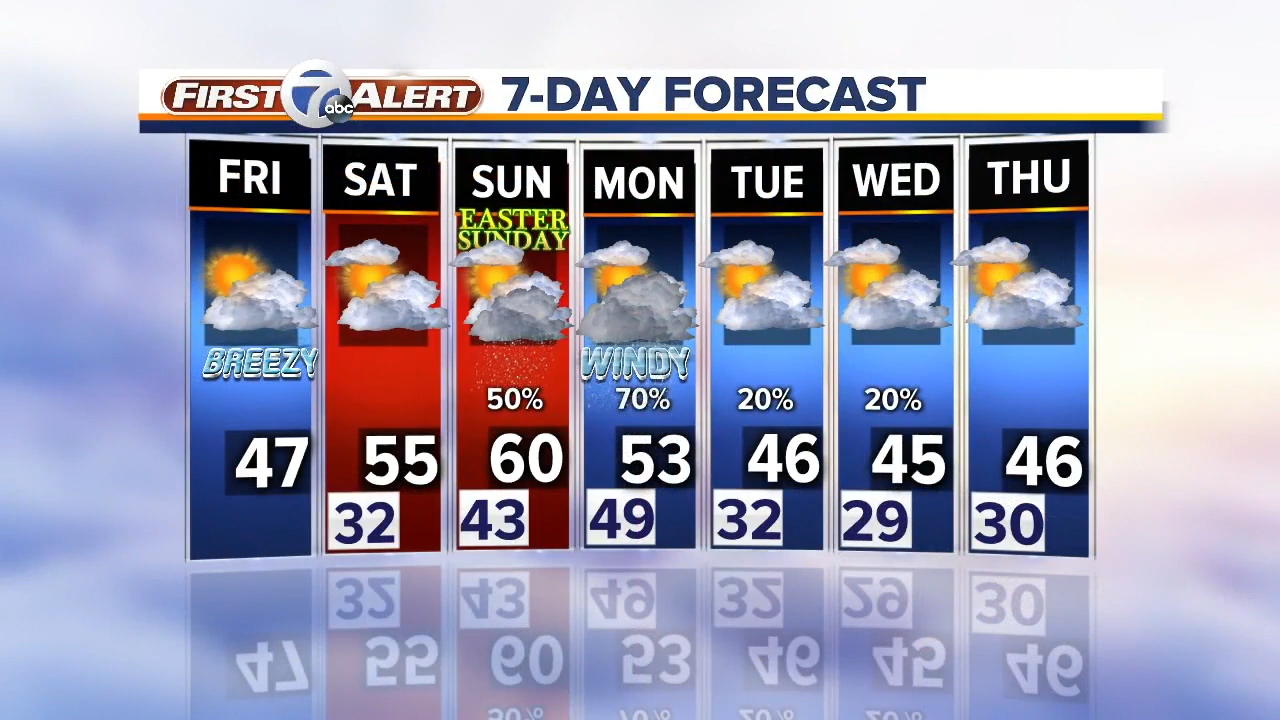 FIRST 7 abc ALERT 7-DAY FORECAST
FRI SAT SUN MON TUE WED THU
EASTER
SUNDAY
BREEZY WINDY
50% 70% 20% 20%
47 55 60 53 46 45 46
32 43 49 32 29 30